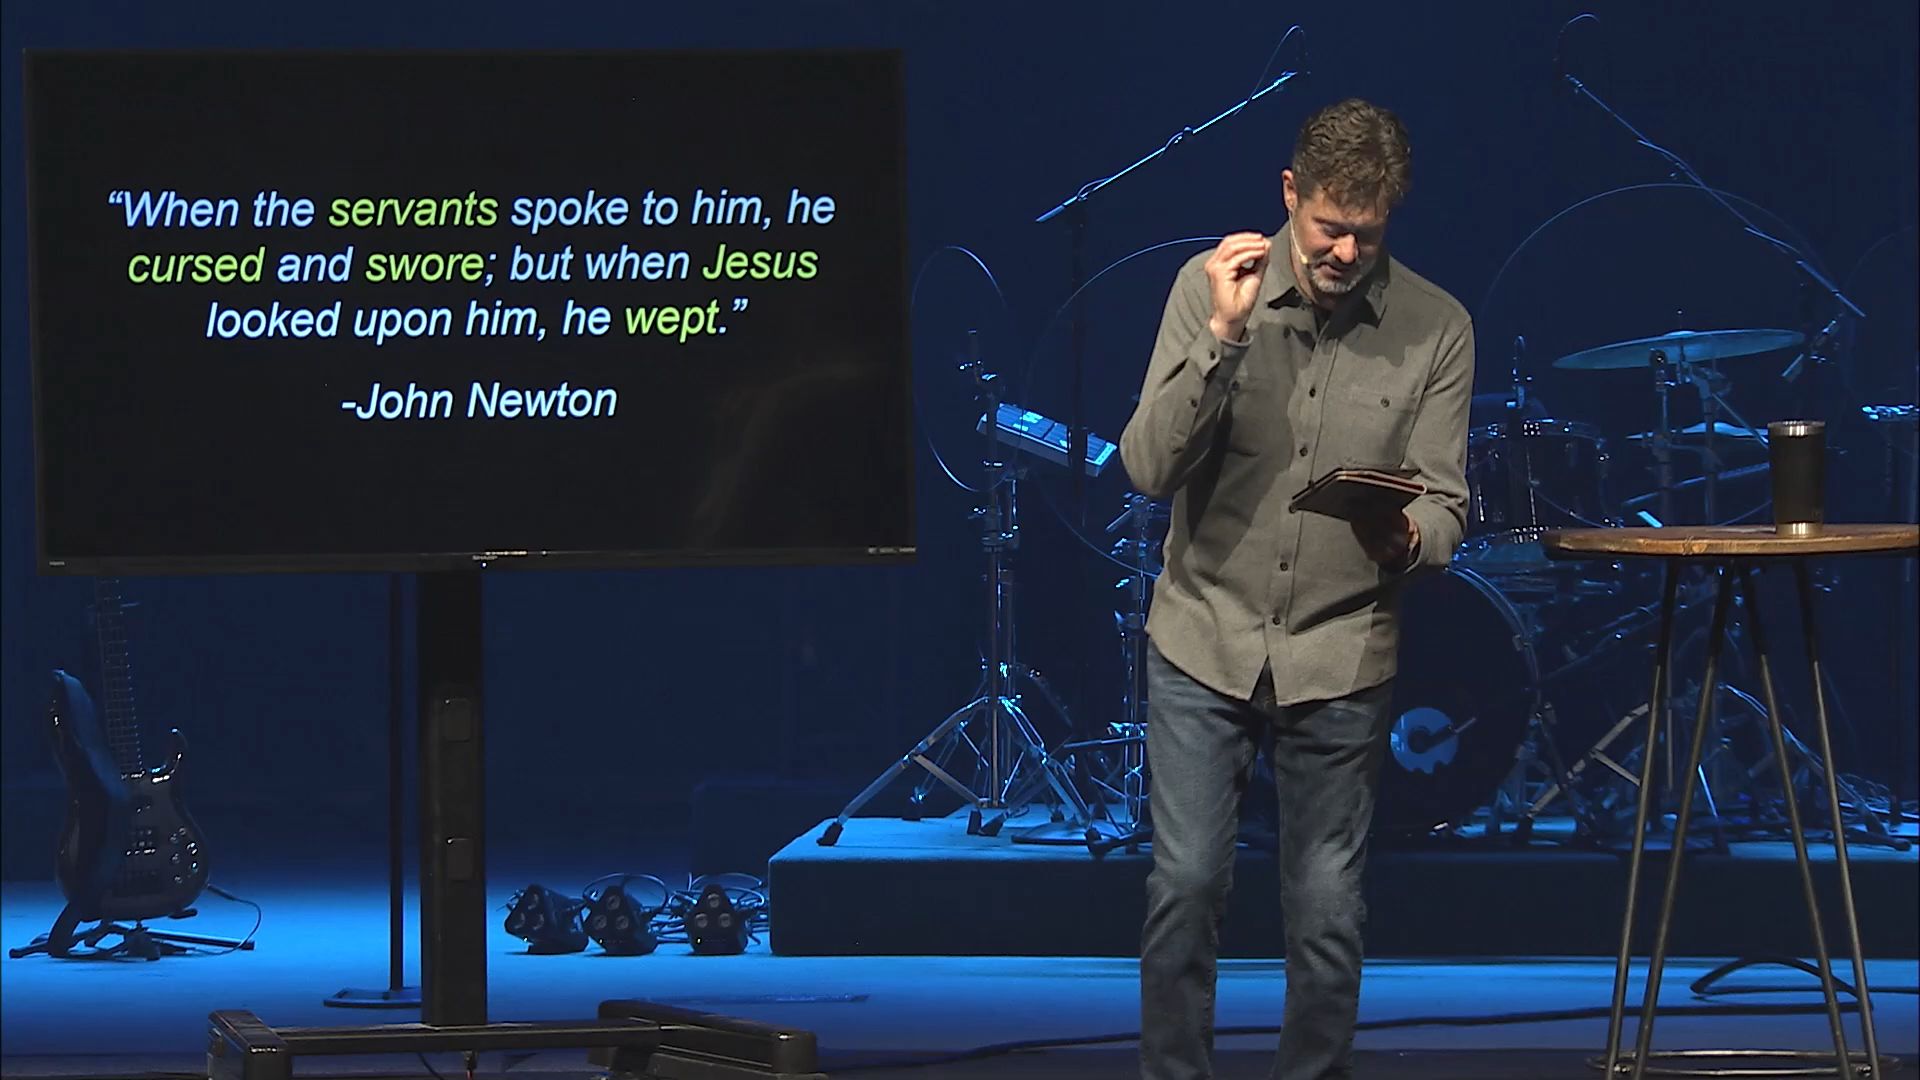 “When the servants spoke to him, he
cursed and swore; but when Jesus
looked upon him, he wept.”
-John Newton